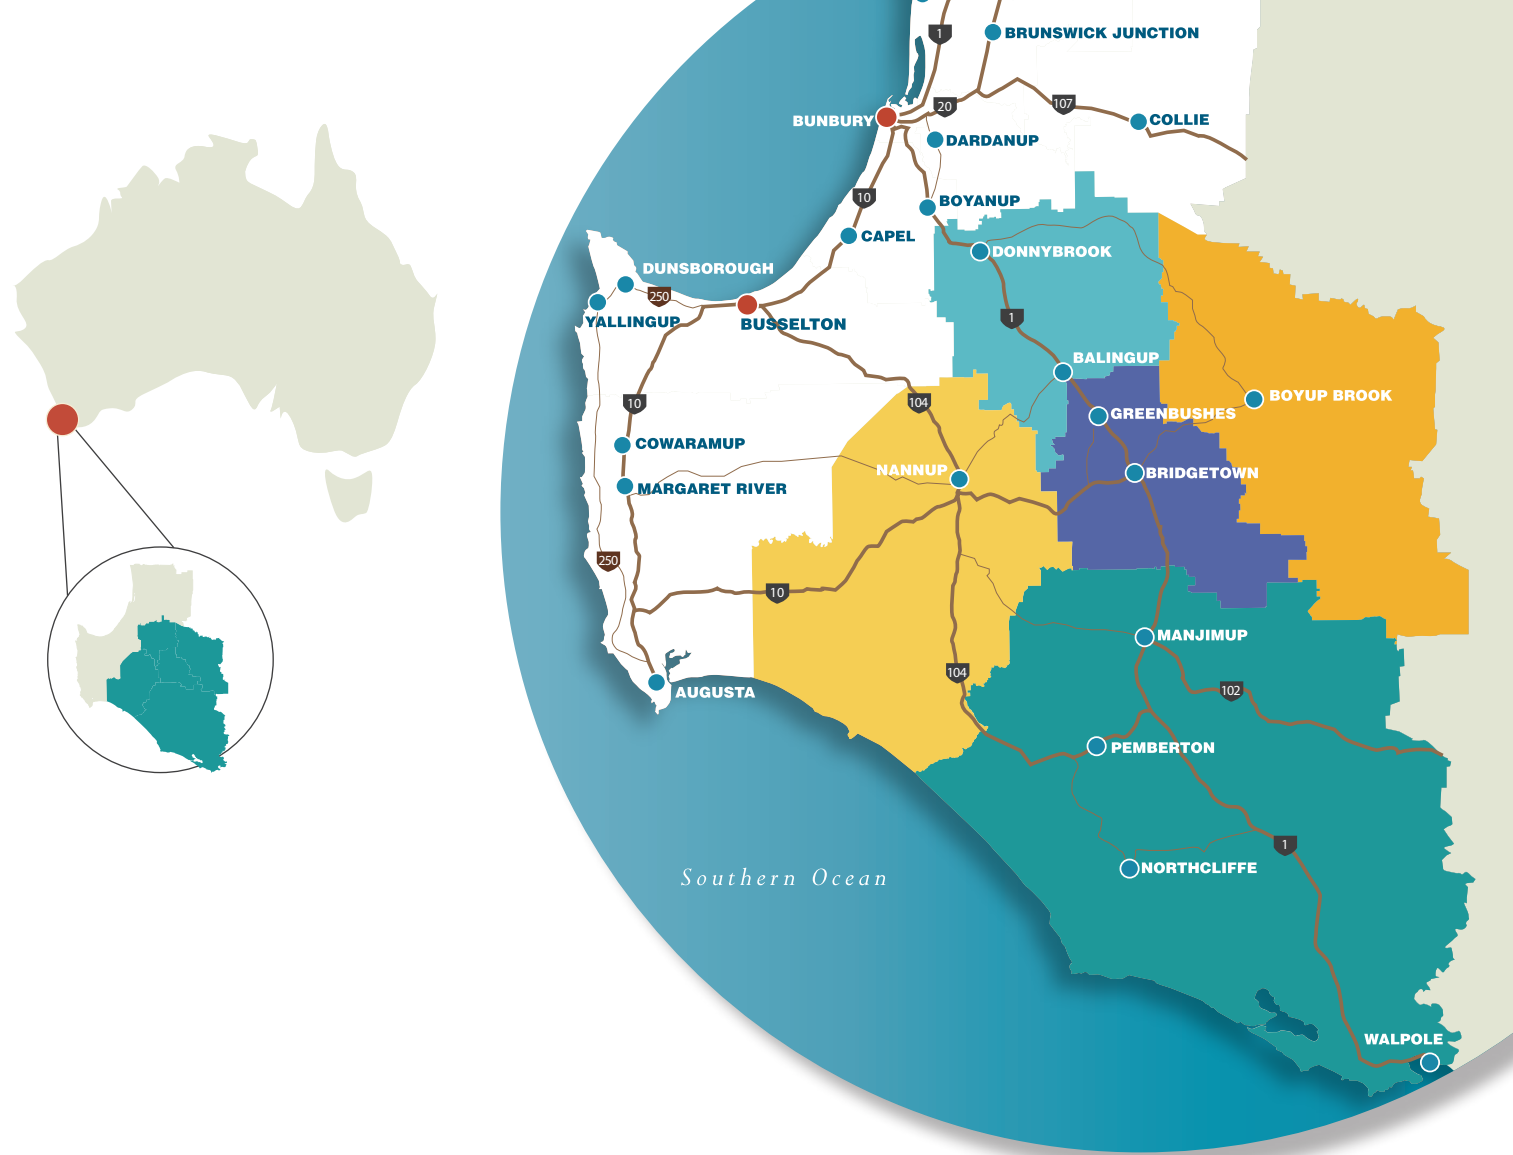 1
BRUNSWICK JUNCTION
20
107
BUNBURY
COLLIE
DARDANUP
10
BOYANUP
CAPEL
DONNYBROOK
DUNSBOROUGH
250
YALLINGUP
BUSSELTON
1
BALINGUP
10
104
BOYUP BROOK
GREENBUSHES
COWARAMUP
NANNUP
BRIDGETOWN
MARGARET RIVER
250
10
MANJIMUP
104
102
AUGUSTA
PEMBERTON
1
NORTHCLIFFE
Southern Ocean
WALPOLE